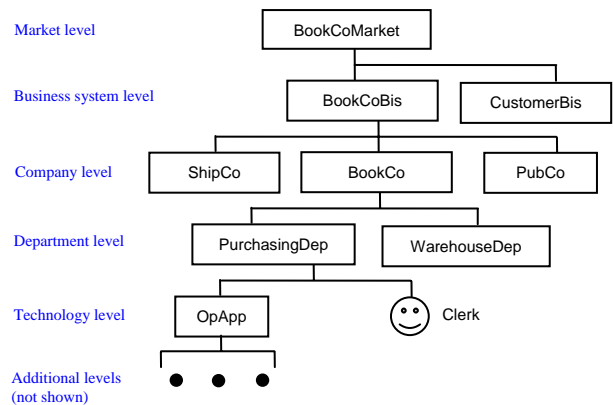 Market level
BookCoMarket
Business system level
BookCoBis
CustomerBis
Company level
ShipCo
BookCo
PubCo
Department level
PurchasingDep
WarehouseDep
Technology level
OpApp
Clerk
Additional levels
(not shown)